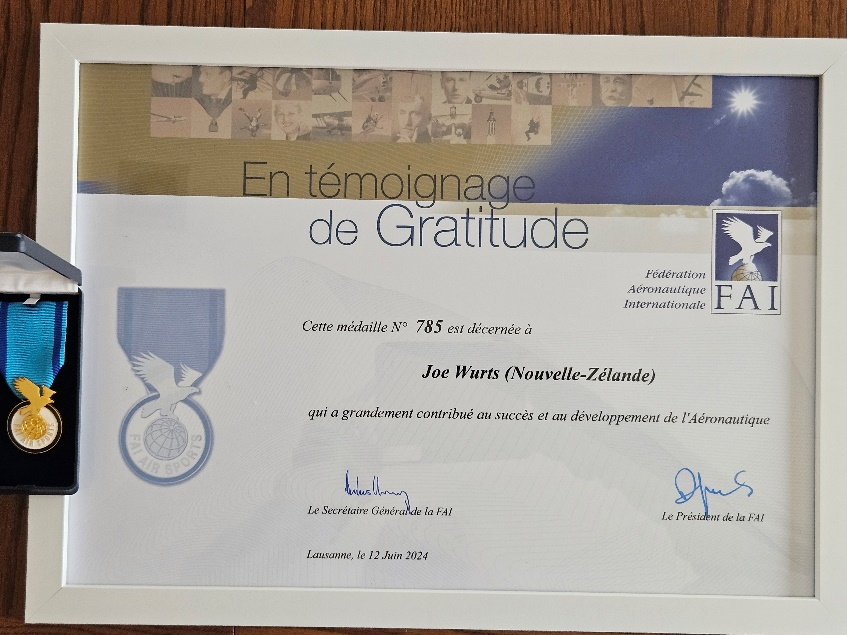 En témoignage
de Gratitude
Fédération
Aéronautique
Internationale
FAI
Cette médaille N° 785 est décernée à
Joe Wurts (Nouvelle-Zélande)
qui a grandement contribué au succès et au développement de l'Aéronautique
FAI AIR SPORTS
Le Secrétaire Général de la FAI
Le Président de la FAI
Lausanne, le 12 Juin 2024